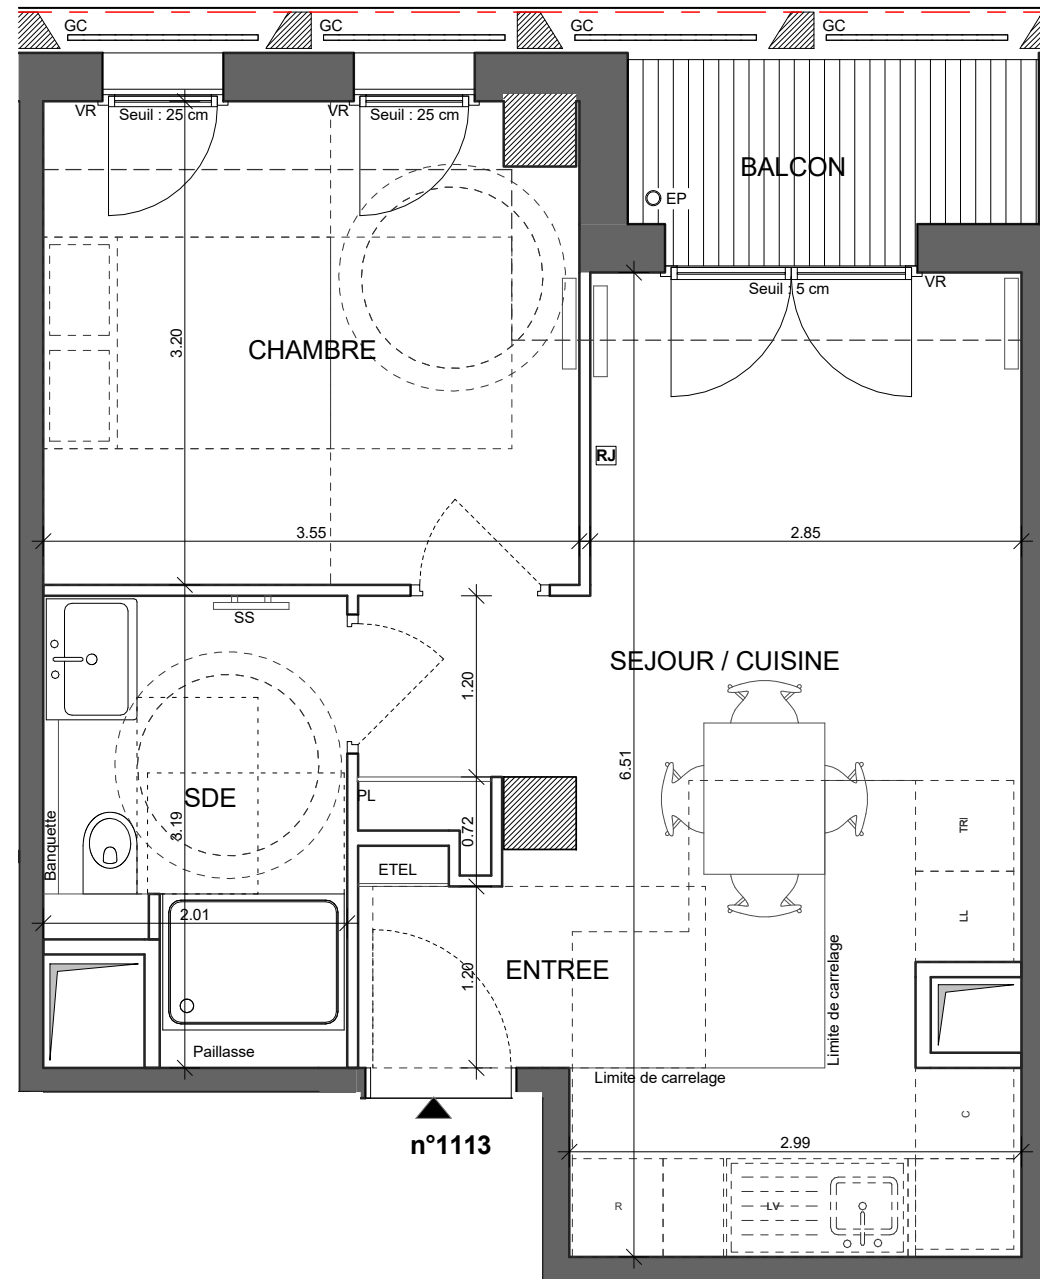 GC
GC
GC
GC
VR
Seuil : 25 cm
VR
Seuil : 25 cm
BALCON
EP
Seuil : 5 cm
VR
3.20
CHAMBRE
RJ
3.55
2.85
SS
1.20
SEJOUR / CUISINE
6.51
SDE
PL
3.19
0.72
TRI
Banquette
ETEL
2.01
LL
1.20
ENTREE
Limite de carrelage
Paillasse
Limite de carrelage
C
n°1113
2.99
R
LV